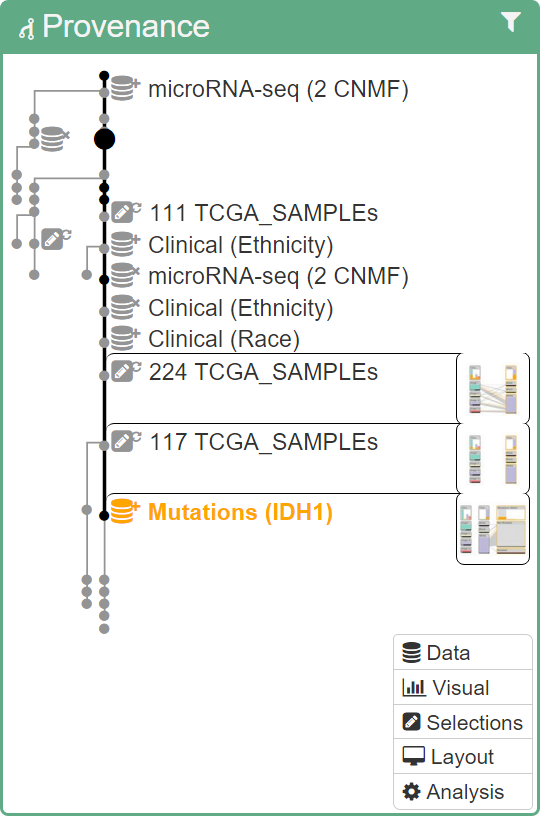 Provenance
microRNA-seq (2 CNMF)
111 TCGA_SAMPLEs
Clinical (Ethnicity)
microRNA-seq (2 CNMF)
Clinical (Ethnicity)
Clinical (Race)
224 TCGA_SAMPLEs
117 TCGA_SAMPLEs
Mutations (IDH1)
Data
Visual
Selections
Layout
Analysis